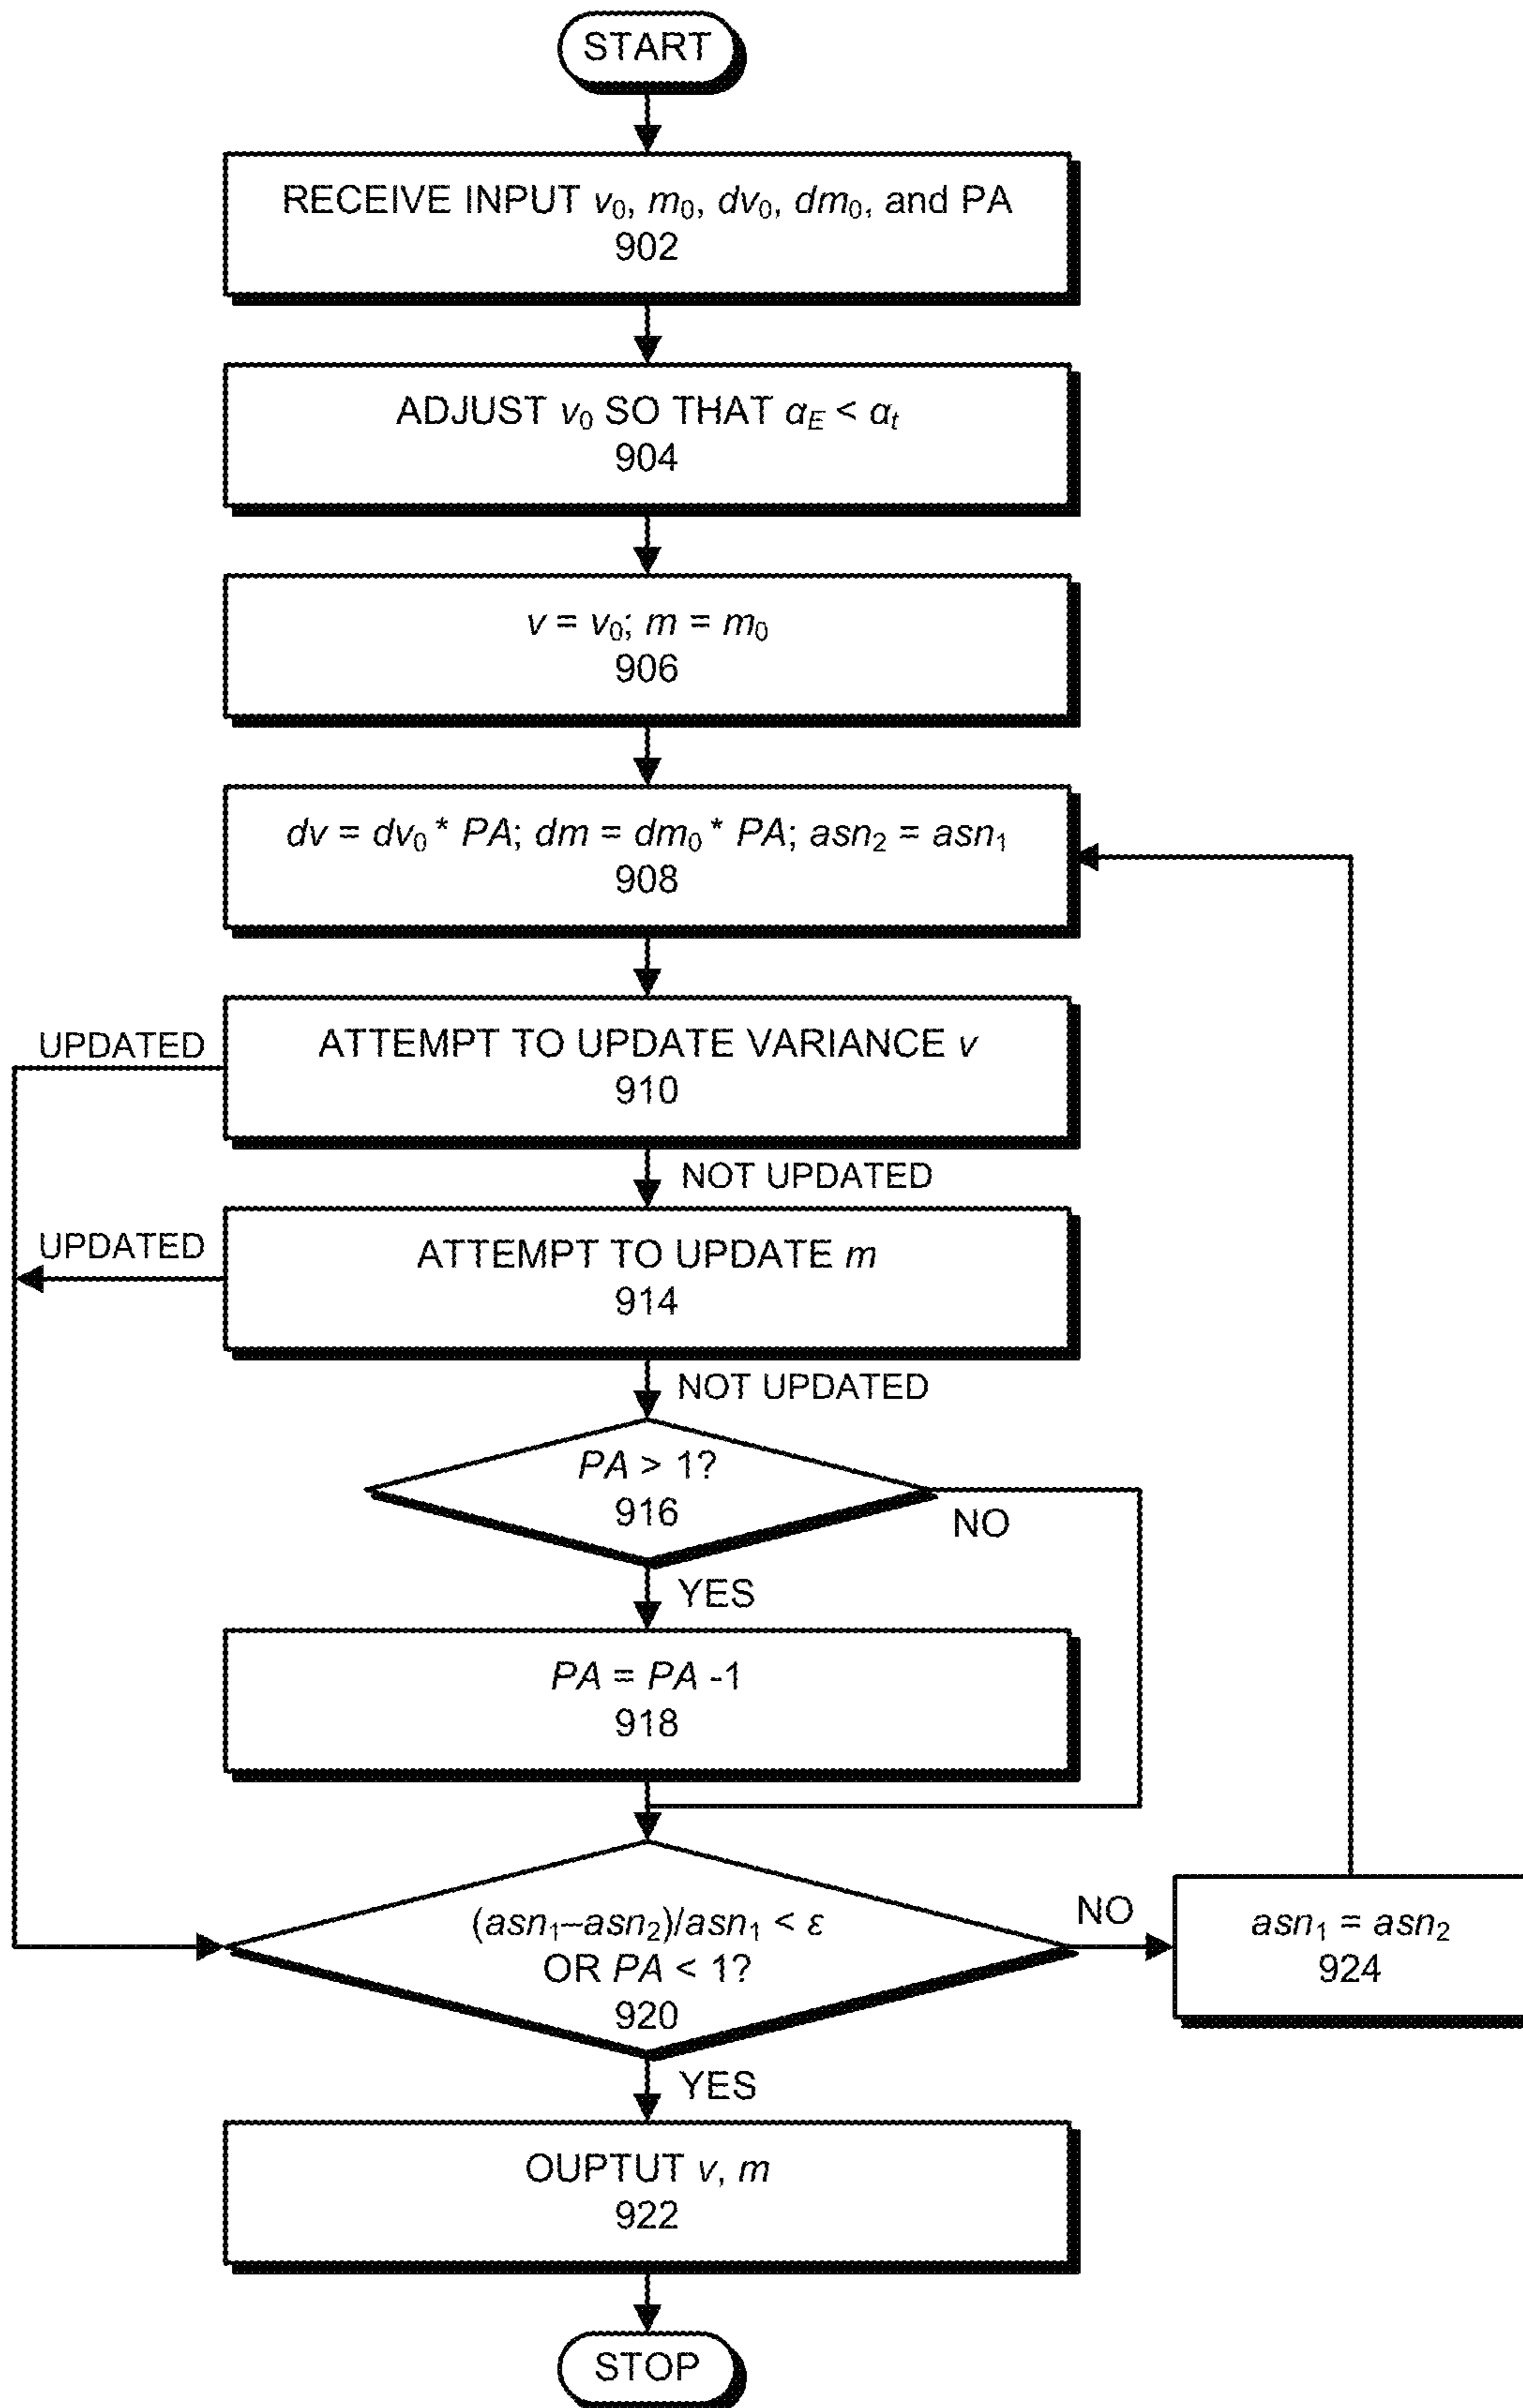 START
RECEIVE INPUT v₀, m₀, dv₀, dm₀, and PA
902
ADJUST v₀ SO THAT α_E < α_t
904
v = v₀; m = m₀
906
dv = dv₀ * PA; dm = dm₀ * PA; asn₂ = asn₁
908
UPDATED
ATTEMPT TO UPDATE VARIANCE v
910
NOT UPDATED
UPDATED
ATTEMPT TO UPDATE m
914
NOT UPDATED
PA > 1?
916
NO
YES
PA = PA -1
918
(asn₁–asn₂)/asn₁ < ε
OR PA < 1?
920
NO
asn₁ = asn₂
924
YES
OUPTUT v, m
922
STOP